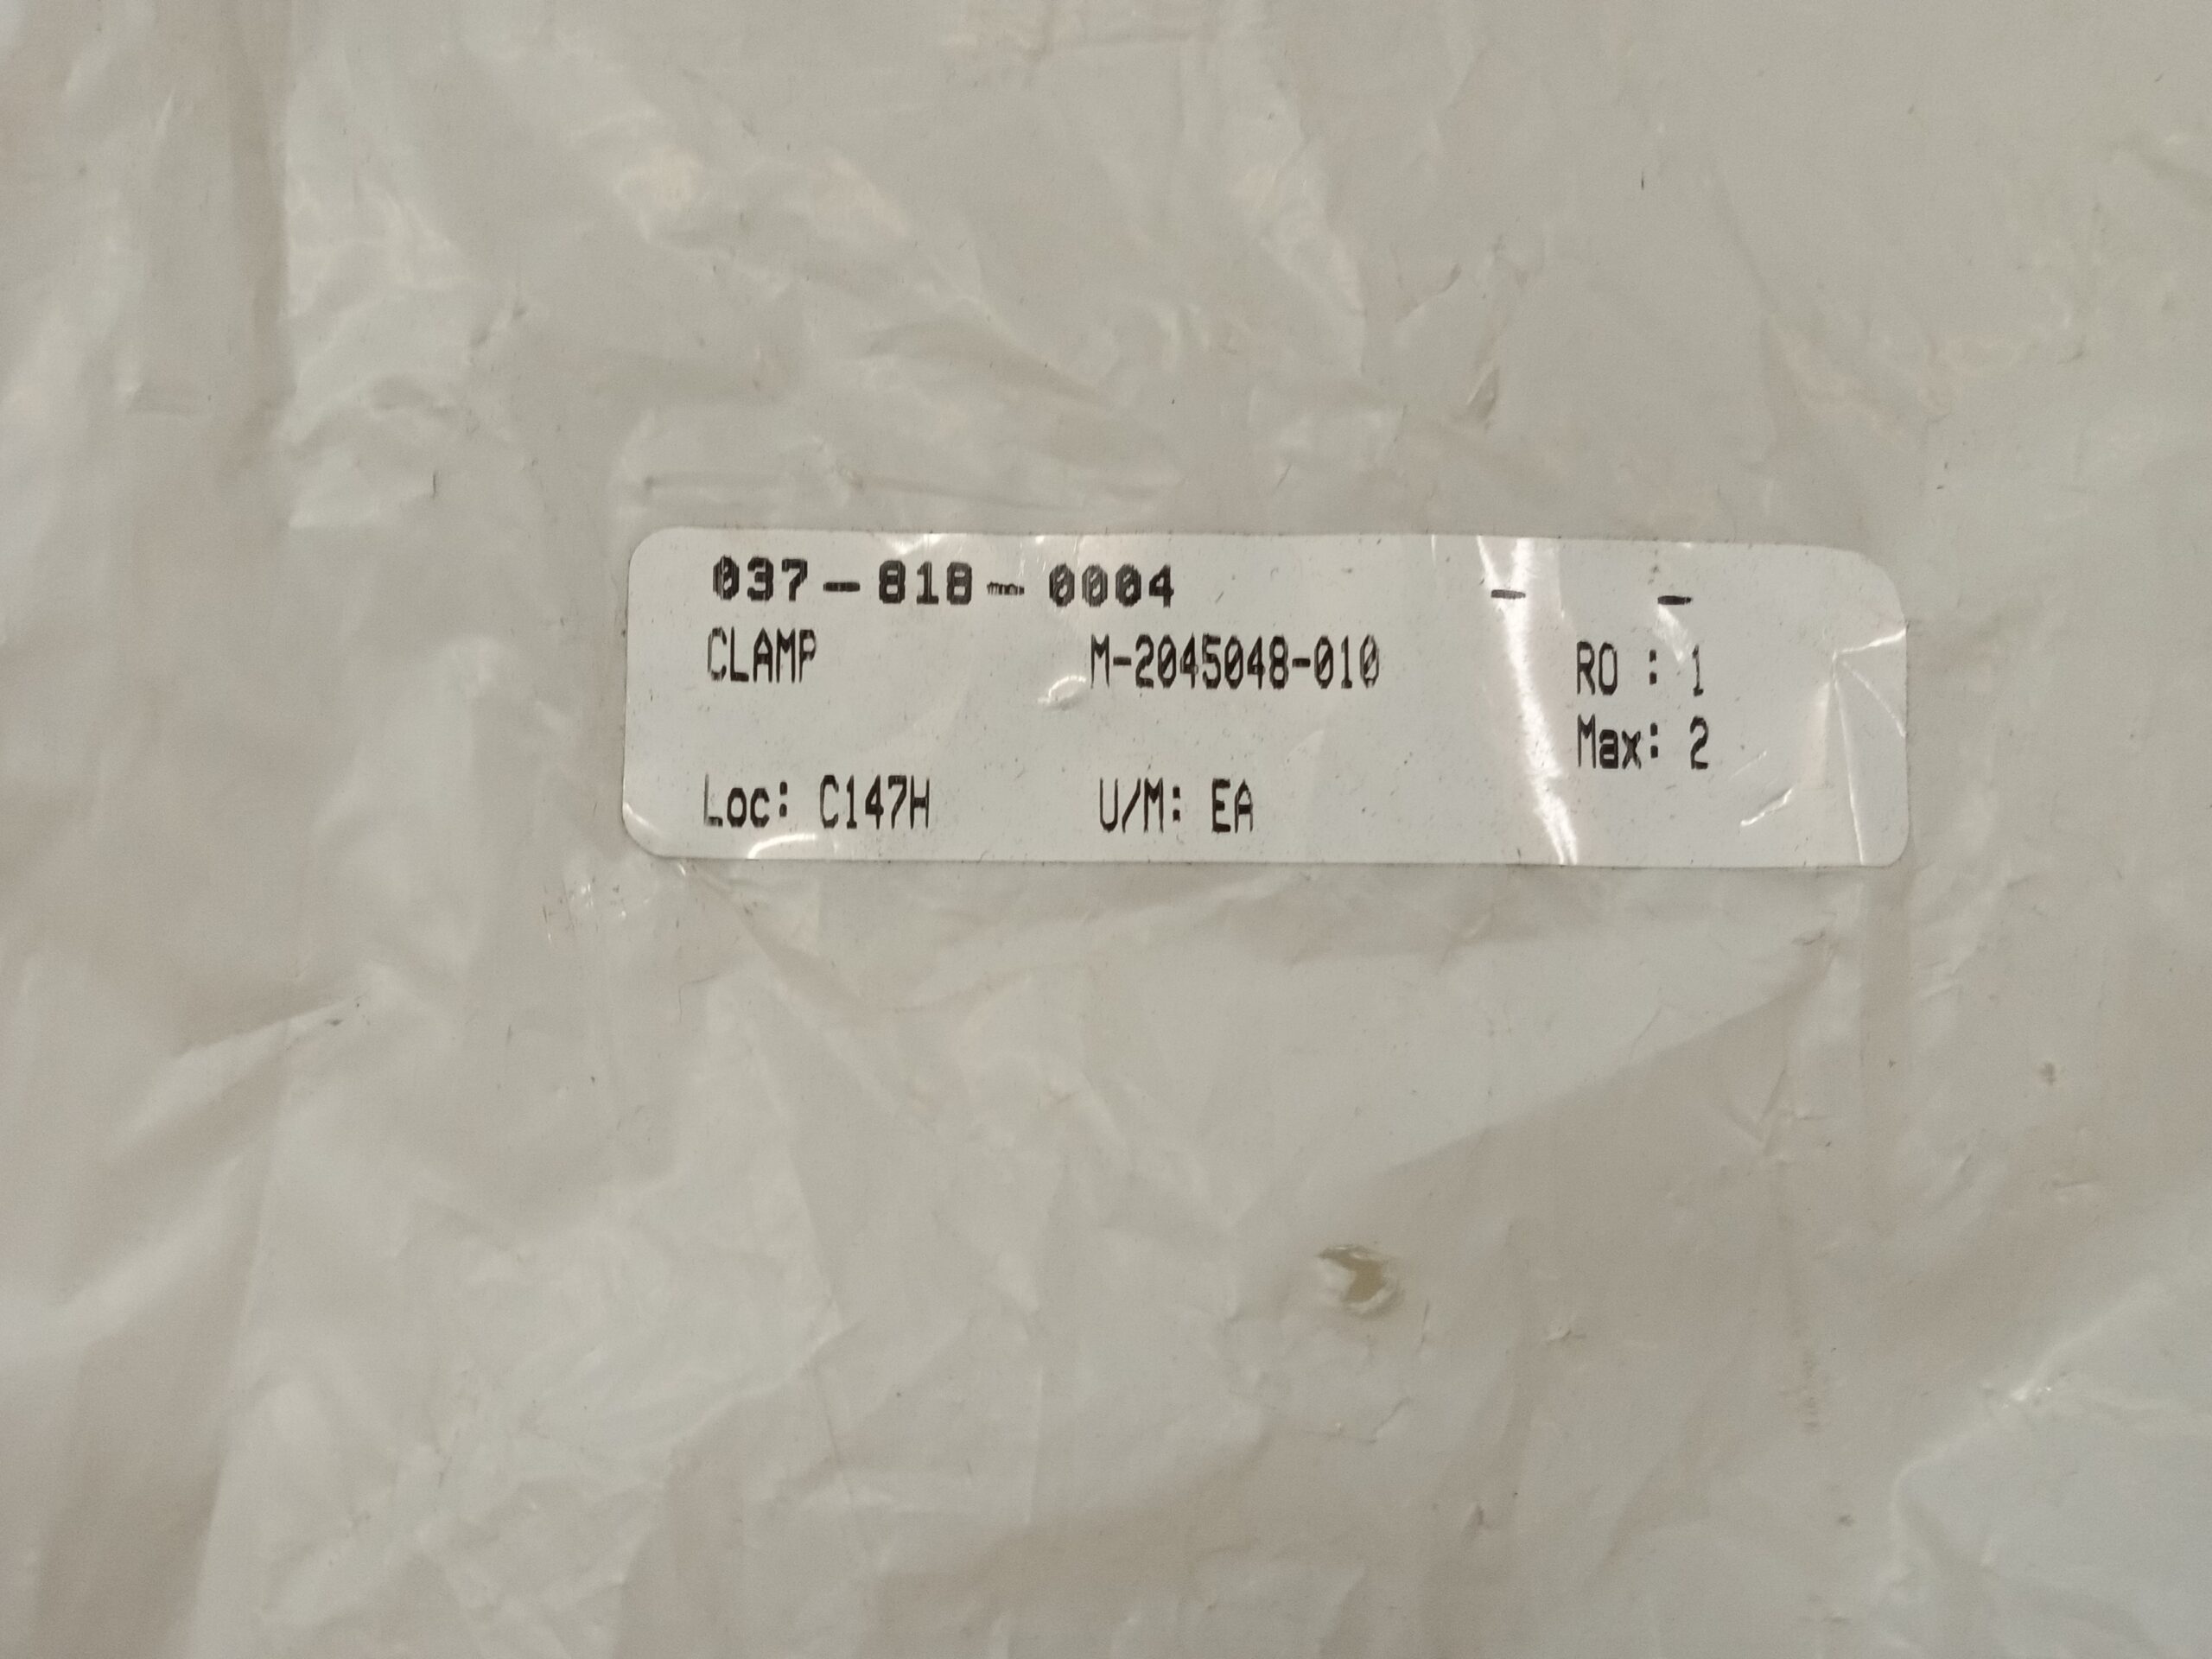 037-818-0004 - -
CLAMP M-2045048-010 RO : 1
Max: 2
Loc: C147H U/M: EA